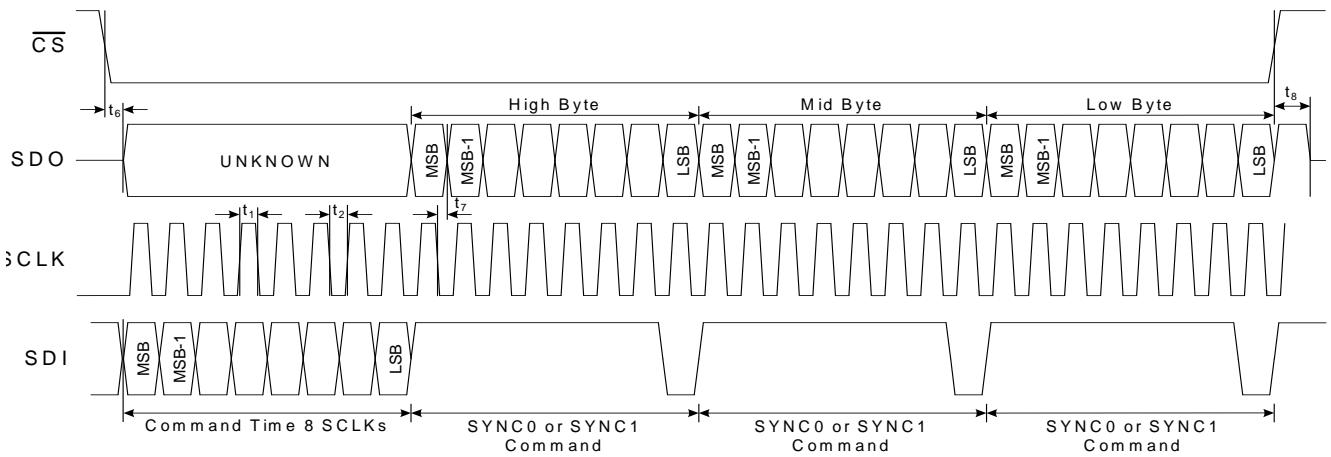 CS
t6
High Byte
Mid Byte
Low Byte
t8
SDO
UNKNOWN
MSB
MSB-1
LSB
MSB
MSB-1
LSB
MSB
MSB-1
LSB
t1
t2
t7
SCLK
SDI
MSB
MSB-1
LSB
Command Time 8 SCLKs
SYNC0 or SYNC1
Command
SYNC0 or SYNC1
Command
SYNC0 or SYNC1
Command